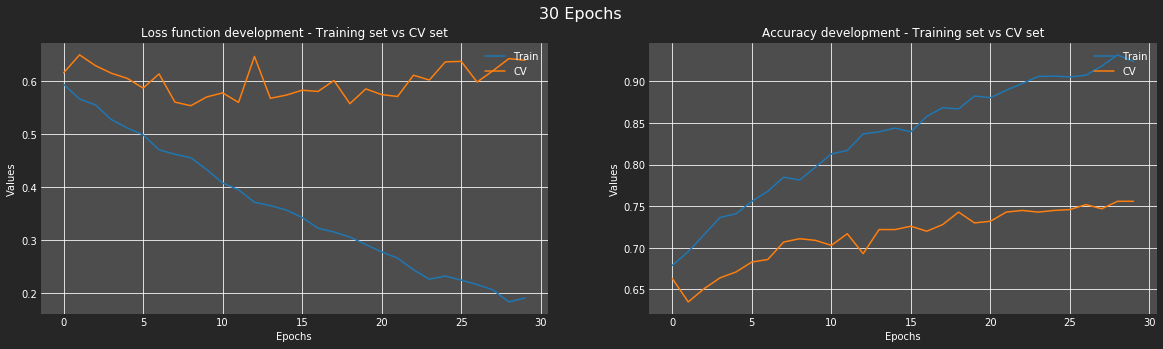 30 Epochs
Loss function development - Training set vs CV set
Train
CV
0.6
0.5
0.4
0.3
0.2
Values
0
5
10
15
20
25
30
Epochs
Accuracy development - Training set vs CV set
Train
CV
0.90
0.85
0.80
0.75
0.70
0.65
Values
0
5
10
15
20
25
30
Epochs